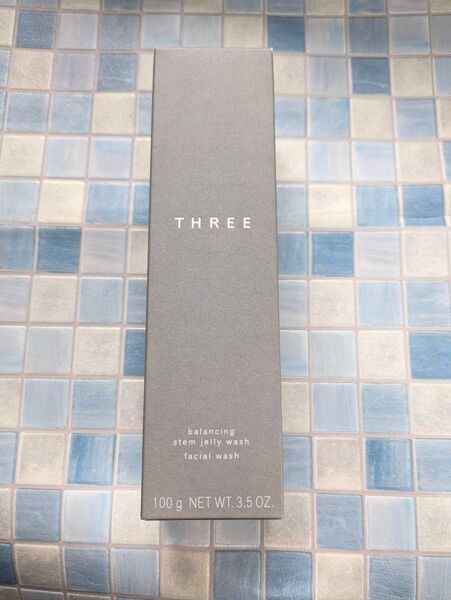 THREE
balancing
stem jelly wash
facial wash
100 g NET WT. 3.5 OZ.